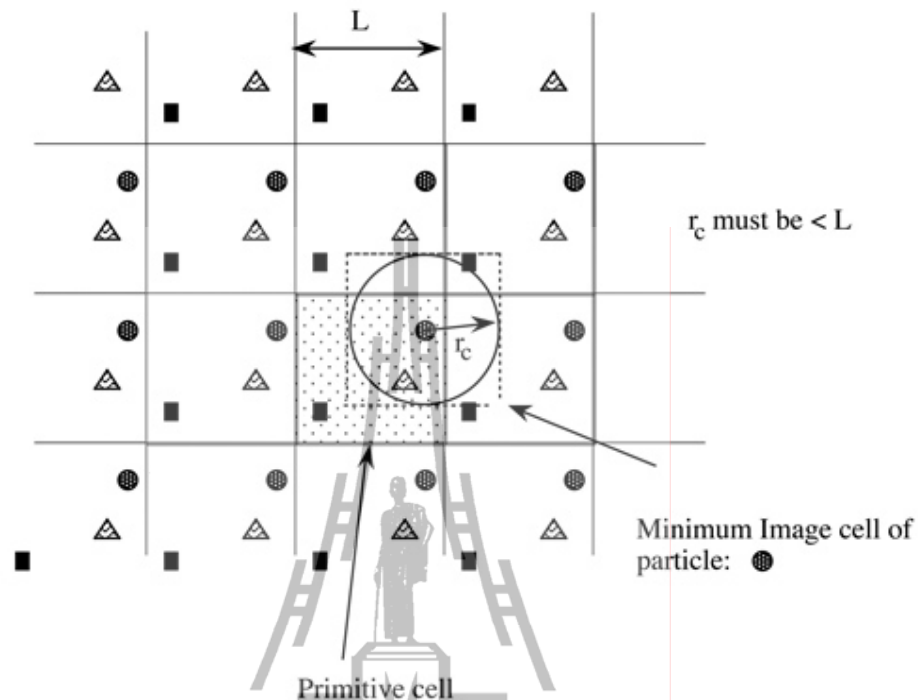 L
r_c must be < L
r_c
Minimum Image cell of
particle:
Primitive cell